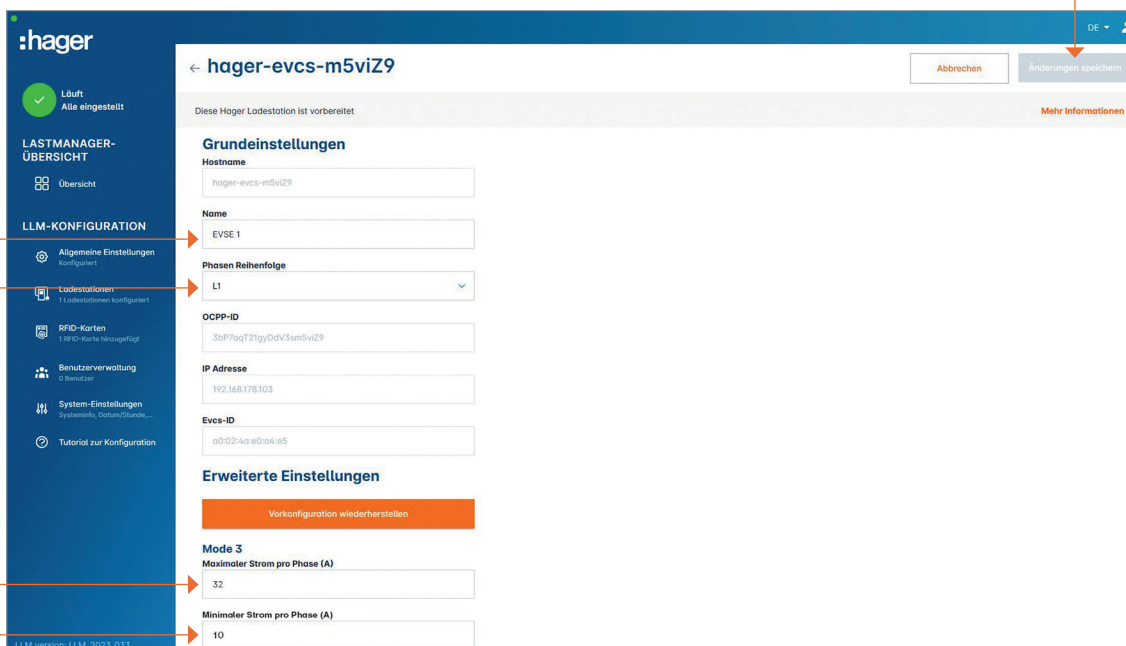 :hager
DE
Läuft
Alle eingestellt
LASTMANAGER-
ÜBERSICHT
Übersicht
LLM-KONFIGURATION
Allgemeine Einstellungen
Konfiguriert
Ladestationen
1 Ladestationen konfiguriert
RFID-Karten
1 RFID-Karte hinzugefügt
Benutzerverwaltung
0 Benutzer
System-Einstellungen
Systeminfo, Datum/Stunde,...
Tutorial zur Konfiguration
LLM version: LLM_2023_033
← hager-evcs-m5viZ9
Abbrechen
Änderungen speichern
Diese Hager Ladestation ist vorbereitet
Mehr Informationen
Grundeinstellungen
Hostname
hager-evcs-m5viZ9
Name
EVSE 1
Phasen Reihenfolge
L1
OCPP-ID
3bP7aqT21gyDdV3sm5viZ9
IP Adresse
192.168.178.103
Evcs-ID
a0:02:4a:e0:a4:e5
Erweiterte Einstellungen
Vorkonfiguration wiederherstellen
Mode 3
Maximaler Strom pro Phase (A)
32
Minimaler Strom pro Phase (A)
10